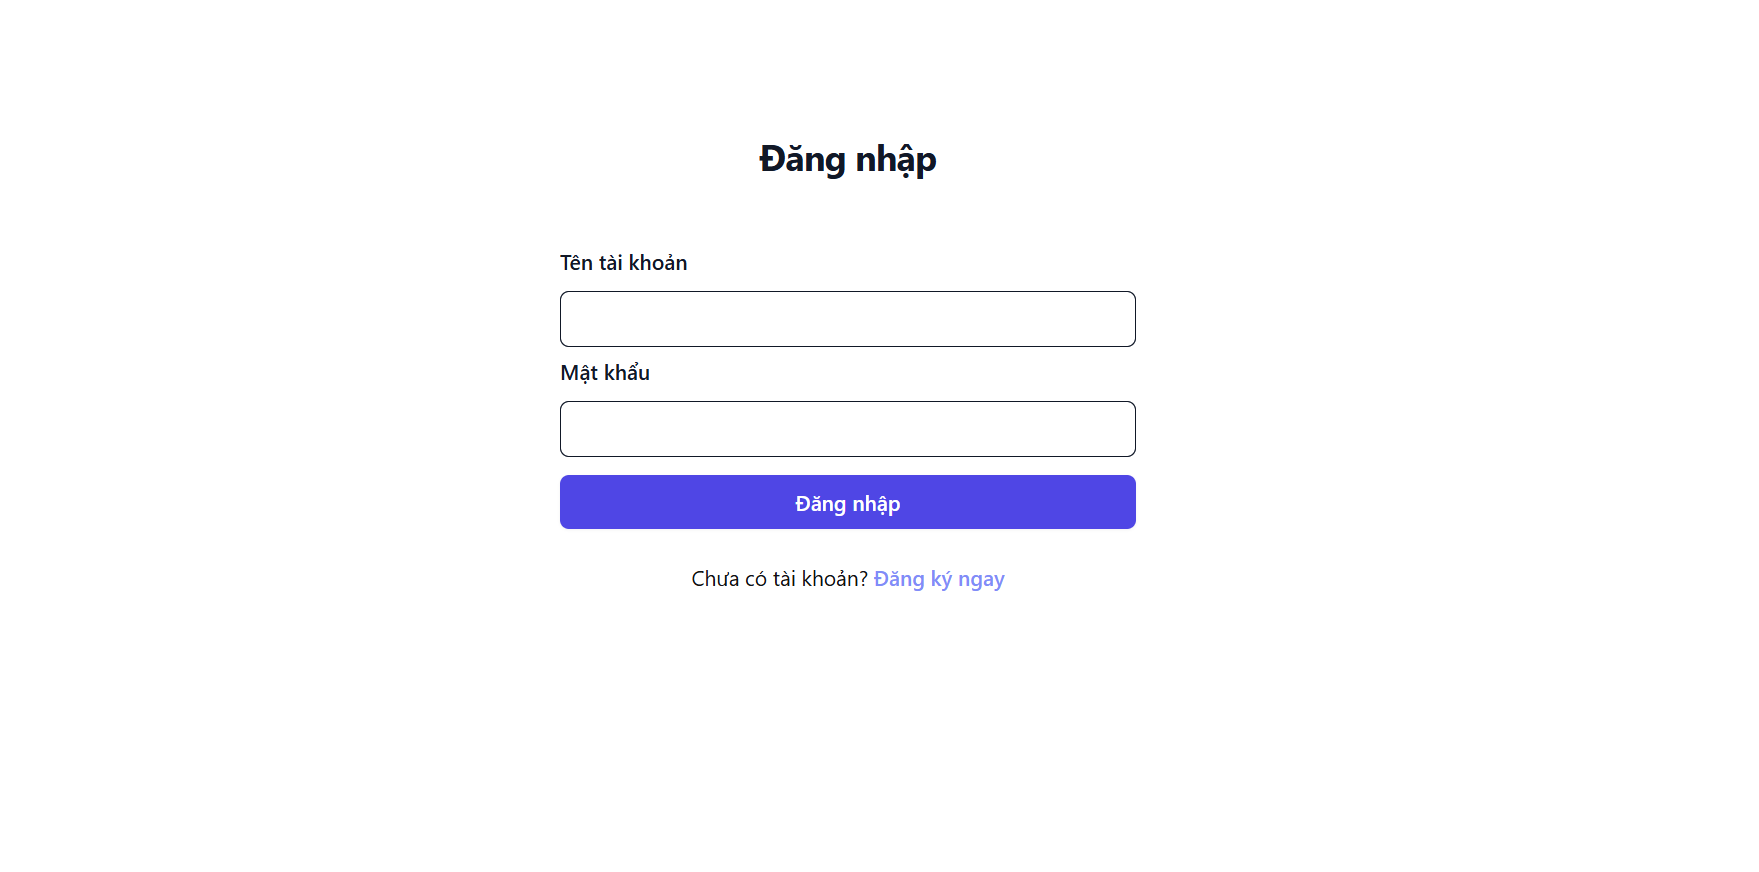 Đăng nhập
Tên tài khoản
Mật khẩu
Đăng nhập
Chưa có tài khoản? Đăng ký ngay